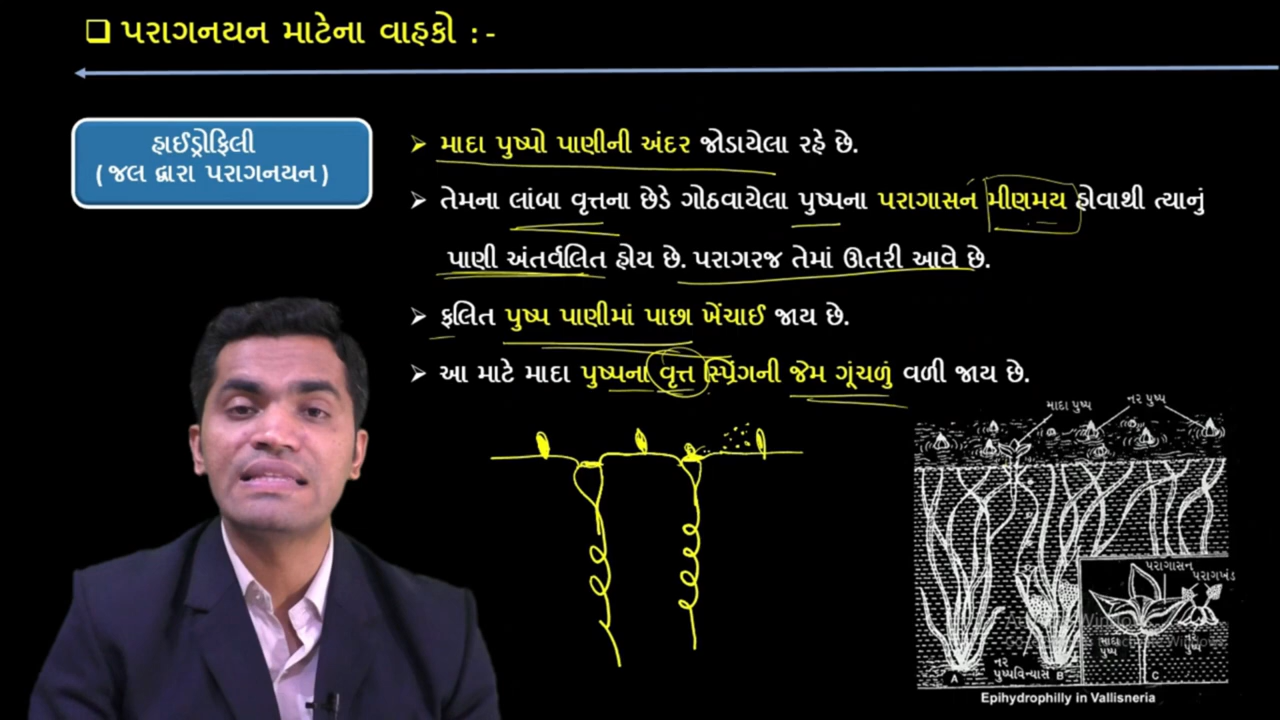 ❑ પરાગનયન માટેના વાહકો :-
હાઈડ્રોફિલી
( જલ દ્વારા પરાગનયન )
➢ માદા પુષ્પો પાણીની અંદર જોડાયેલા રહે છે.
➢ તેમના લાંબા વૃત્તના છેડે ગોઠવાયેલા પુષ્પના પરાગાસન મીણમય હોવાથી ત્યાનું
પાણી અંતર્વલિત હોય છે. પરાગરજ તેમાં ઊતરી આવે છે.
➢ ફલિત પુષ્પ પાણીમાં પાછા ખેંચાઈ જાય છે.
➢ આ માટે માદા પુષ્પના વૃત્ત સ્પ્રિંગની જેમ ગૂંચળું વળી જાય છે.
માદા પુષ્પ નર પુષ્પ
પરાગાસન
પરાગખંડ
માદા પુષ્પ
નર પુષ્પ
A નર પુષ્પવિન્યાસ B C
Epihydrophilly in Vallisneria